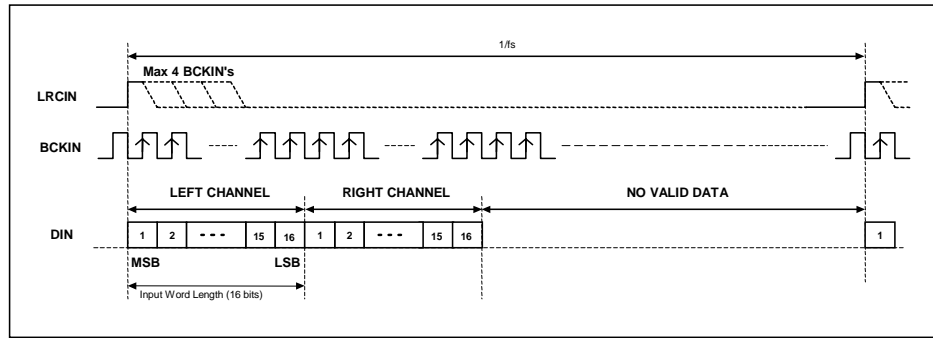 1/fs
Max 4 BCKIN's
LRCIN
BCKIN
LEFT CHANNEL RIGHT CHANNEL NO VALID DATA
DIN 1 2 - - - 15 16 1 2 - - - 15 16 1
MSB LSB
Input Word Length (16 bits)